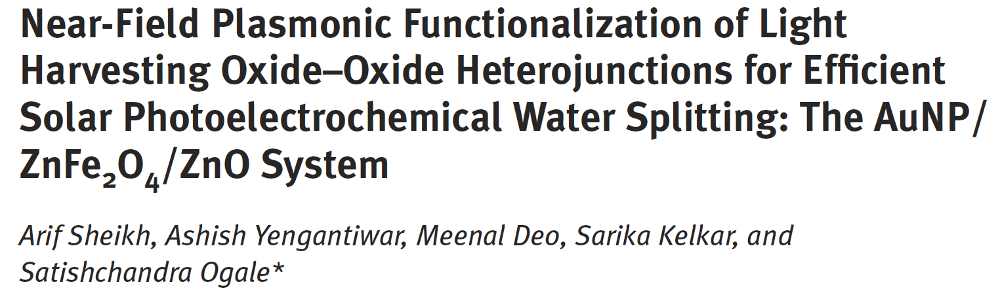 Near-Field Plasmonic Functionalization of Light
Harvesting Oxide–Oxide Heterojunctions for Efficient
Solar Photoelectrochemical Water Splitting: The AuNP/
ZnFe₂O₄/ZnO System
Arif Sheikh, Ashish Yengantiwar, Meenal Deo, Sarika Kelkar, and
Satishchandra Ogale*